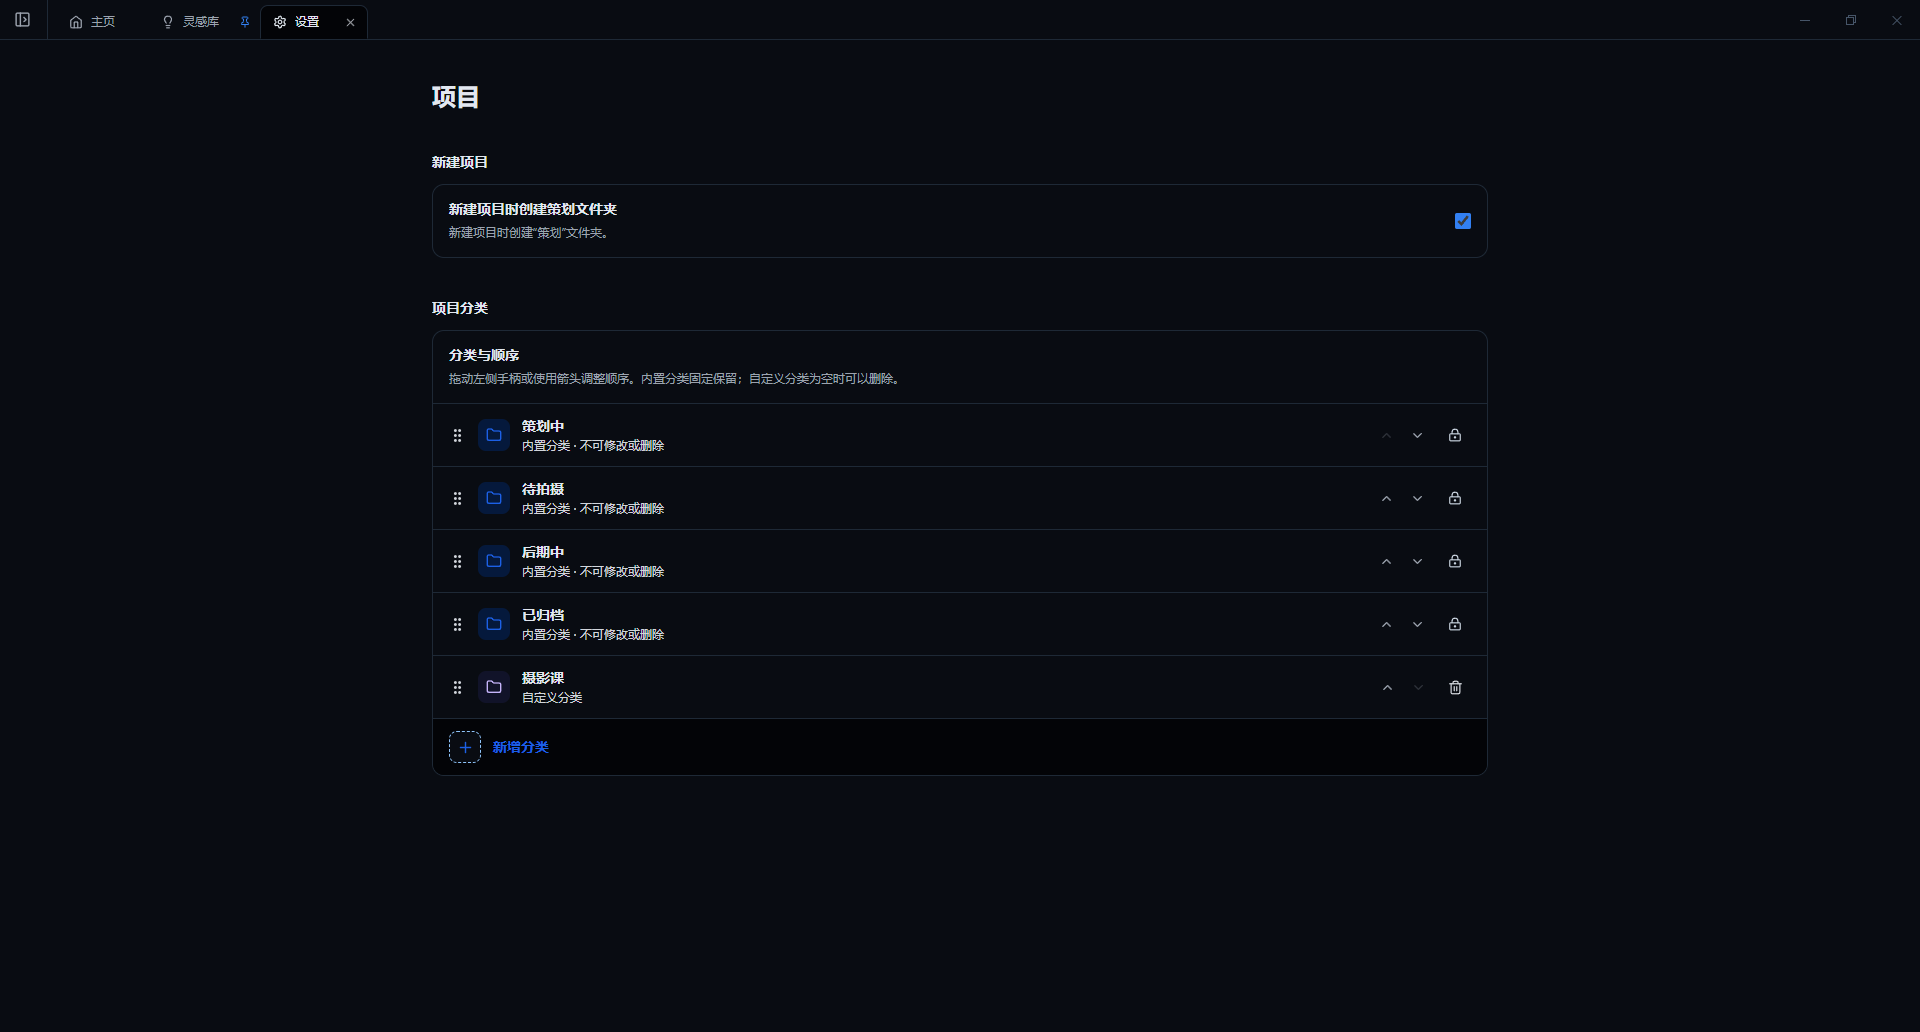 主页
灵感库
设置
项目
新建项目
新建项目时创建策划文件夹
新建项目时创建“策划”文件夹。
项目分类
分类与顺序
拖动左侧手柄或使用箭头调整顺序。内置分类固定保留；自定义分类为空时可以删除。
策划中
内置分类 · 不可修改或删除
待拍摄
内置分类 · 不可修改或删除
后期中
内置分类 · 不可修改或删除
已归档
内置分类 · 不可修改或删除
摄影课
自定义分类
新增分类